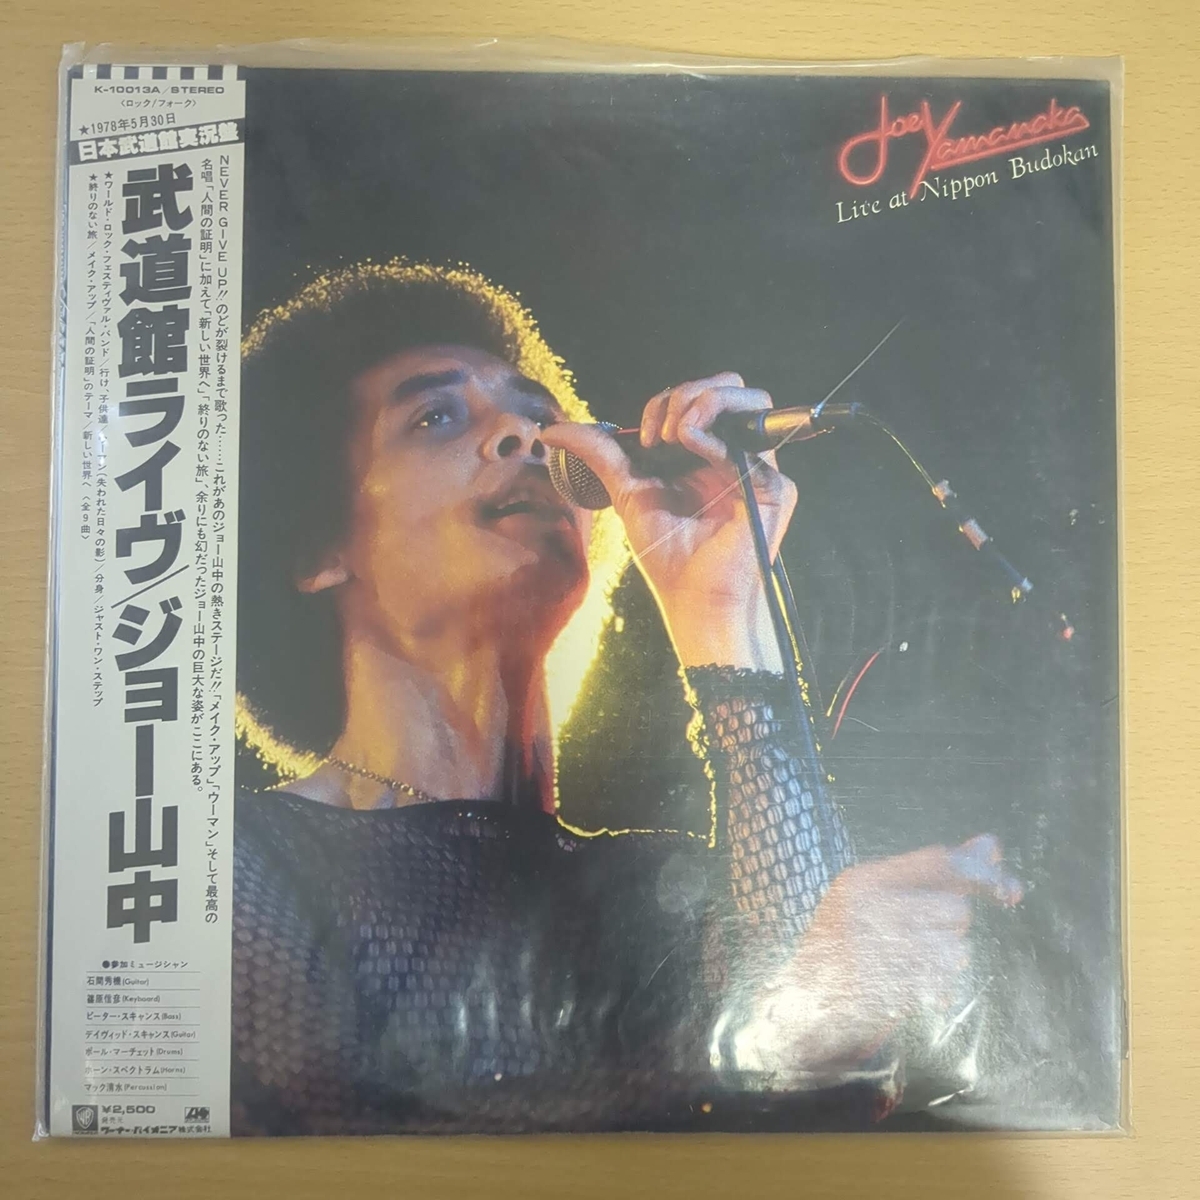 K-10013A/STEREO
〈ロック/フォーク〉
★1978年5月30日
日本武道館実況盤
武道館ライヴ/ジョー山中
NEVER GIVE UP!!のどが裂けるまで歌った……これがあのジョー山中の熱きステージだ!!「メイク・アップ」「ウーマン」そして最高の
名唱「人間の証明」に加えて「新しい世界へ」「終りのない旅」、余りにも幻だったジョー山中の巨大な姿がここにある。
★ワールド・ロック・フェスティヴァル・バンド/行け、子供達/ウーマン(失われた日々の影)/分身/ジャスト・ワン・ステップ
★終りのない旅/メイク・アップ/「人間の証明」のテーマ/新しい世界へ 〈全9曲〉
●参加ミュージシャン
石間秀機(Guitar)
篠原信彦(Keyboard)
ピーター・スキャンス(Bass)
デイヴィッド・スキャンス(Guitar)
ポール・マーチェット(Drums)
ホーン・スペクトラム(Horns)
マック清水(Percussion)
¥2,500
発売元
ワーナー・パイオニア株式会社
Joe Yamanaka
Live at Nippon Budokan